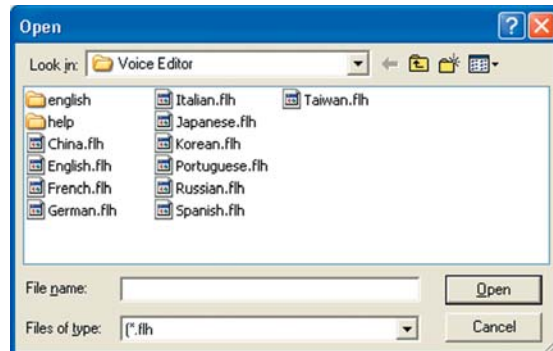 Open
Look in: Voice Editor
english Italian.flh Taiwan.flh
help Japanese.flh
China.flh Korean.flh
English.flh Portuguese.flh
French.flh Russian.flh
German.flh Spanish.flh
File name: Open
Files of type: (*.flh Cancel